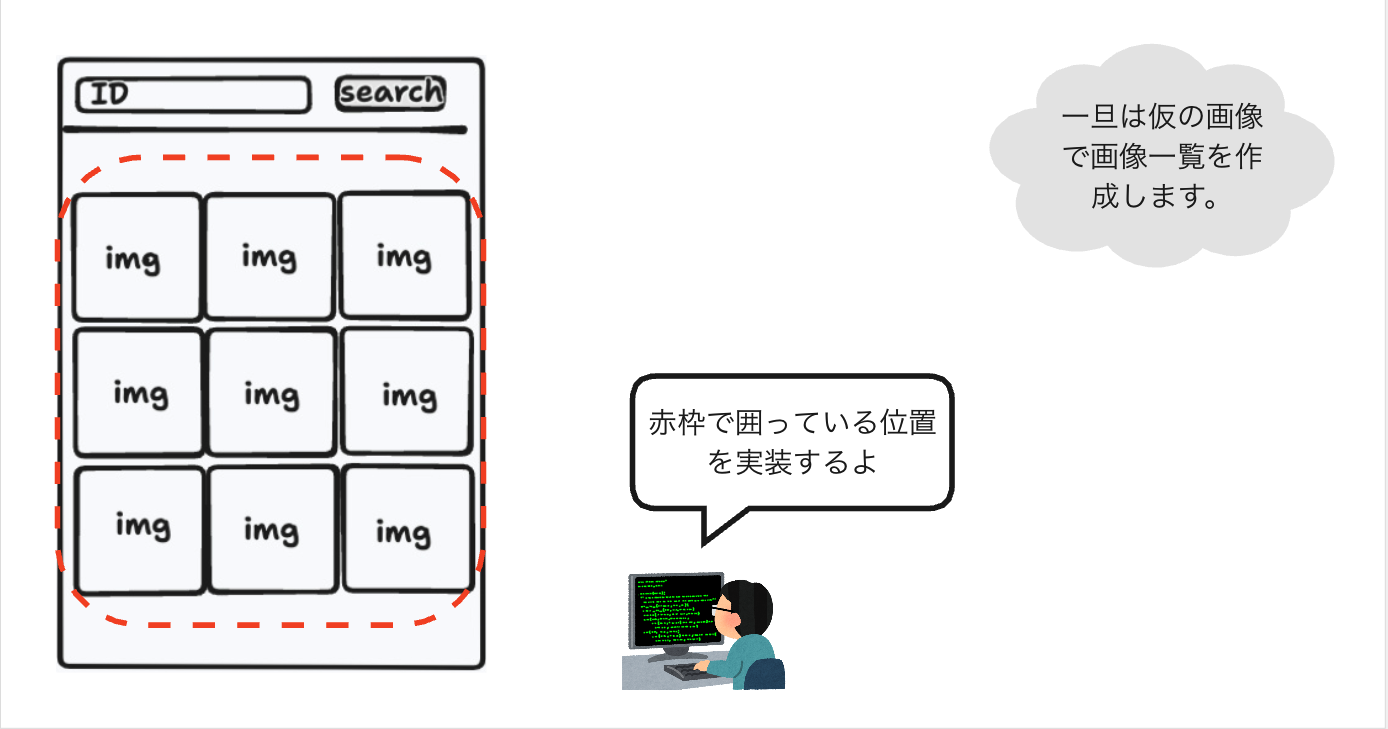 ID
search
img
img
img
img
img
img
img
img
img
一旦は仮の画像
で画像一覧を作
成します。
赤枠で囲っている位置
を実装するよ